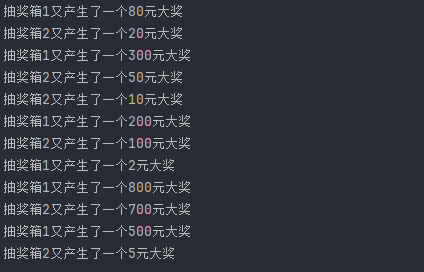 抽奖箱1又产生了一个80元大奖
抽奖箱2又产生了一个20元大奖
抽奖箱1又产生了一个300元大奖
抽奖箱2又产生了一个50元大奖
抽奖箱2又产生了一个10元大奖
抽奖箱1又产生了一个200元大奖
抽奖箱2又产生了一个100元大奖
抽奖箱1又产生了一个2元大奖
抽奖箱1又产生了一个800元大奖
抽奖箱2又产生了一个700元大奖
抽奖箱1又产生了一个500元大奖
抽奖箱2又产生了一个5元大奖